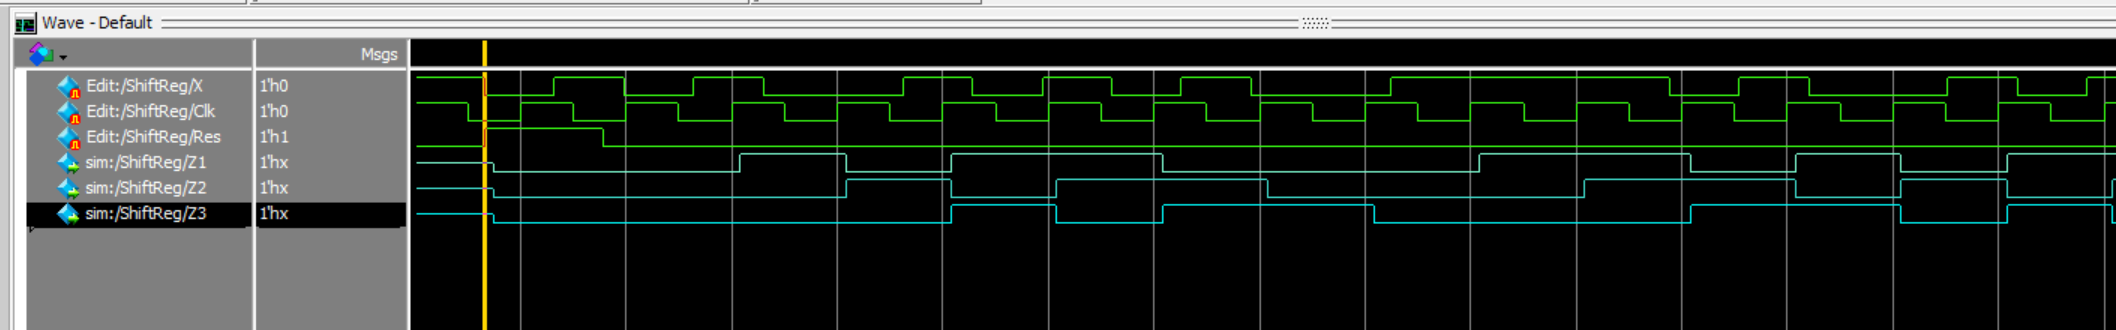 Wave - Default
Msgs
Edit:/ShiftReg/X 1'h0
Edit:/ShiftReg/Clk 1'h0
Edit:/ShiftReg/Res 1'h1
sim:/ShiftReg/Z1 1'hx
sim:/ShiftReg/Z2 1'hx
sim:/ShiftReg/Z3 1'hx